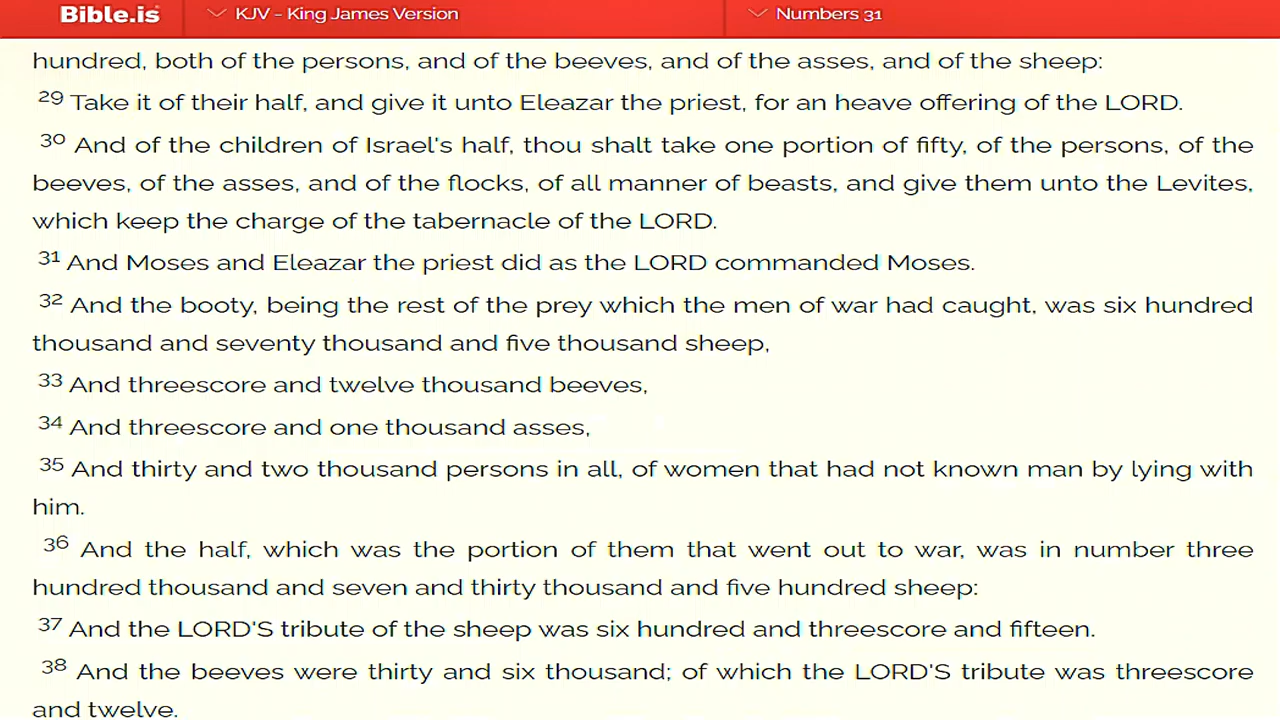 Bible.is KJV - King James Version Numbers 31
hundred, both of the persons, and of the beeves, and of the asses, and of the sheep:
29 Take it of their half, and give it unto Eleazar the priest, for an heave offering of the LORD.
30 And of the children of Israel's half, thou shalt take one portion of fifty, of the persons, of the
beeves, of the asses, and of the flocks, of all manner of beasts, and give them unto the Levites,
which keep the charge of the tabernacle of the LORD.
31 And Moses and Eleazar the priest did as the LORD commanded Moses.
32 And the booty, being the rest of the prey which the men of war had caught, was six hundred
thousand and seventy thousand and five thousand sheep,
33 And threescore and twelve thousand beeves,
34 And threescore and one thousand asses,
35 And thirty and two thousand persons in all, of women that had not known man by lying with
him.
36 And the half, which was the portion of them that went out to war, was in number three
hundred thousand and seven and thirty thousand and five hundred sheep:
37 And the LORD'S tribute of the sheep was six hundred and threescore and fifteen.
38 And the beeves were thirty and six thousand; of which the LORD'S tribute was threescore
and twelve.